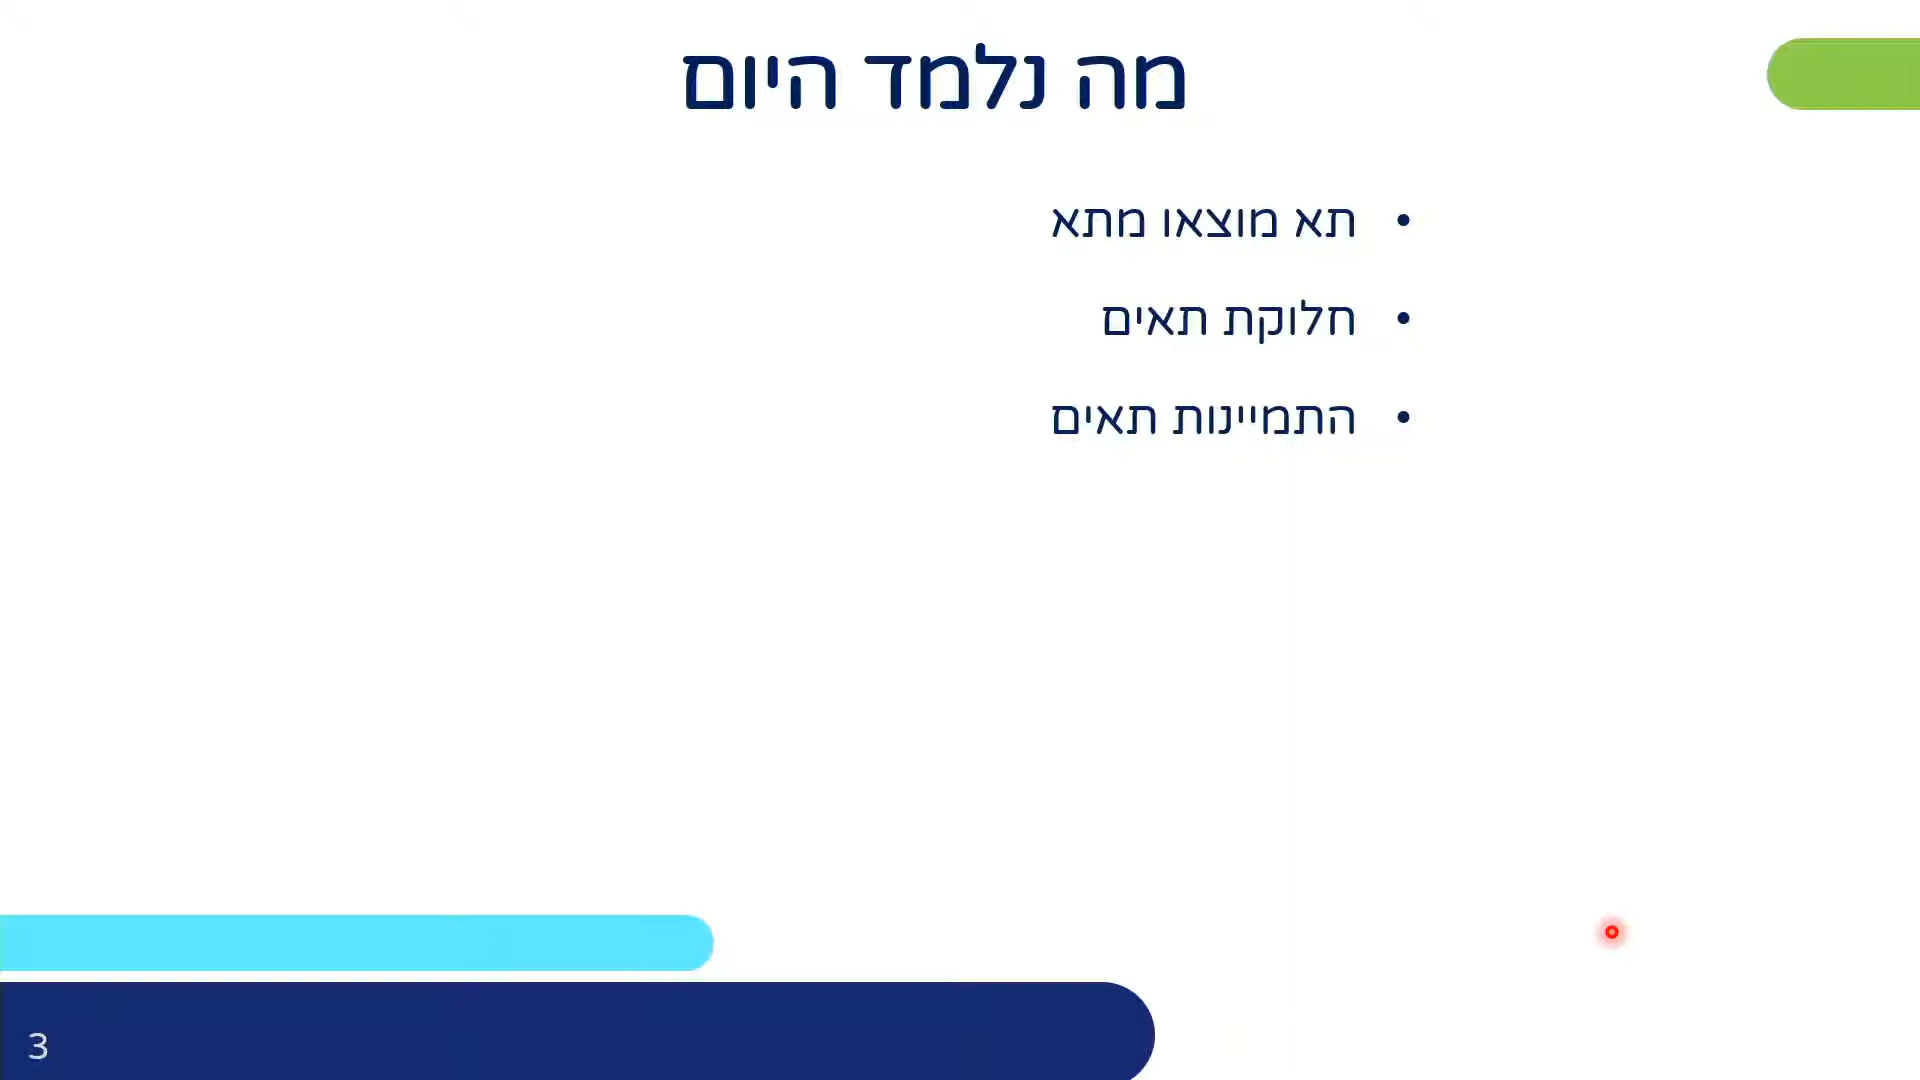 מה נלמד היום
• תא מוצאו מתא
• חלוקת תאים
• התמיינות תאים
3